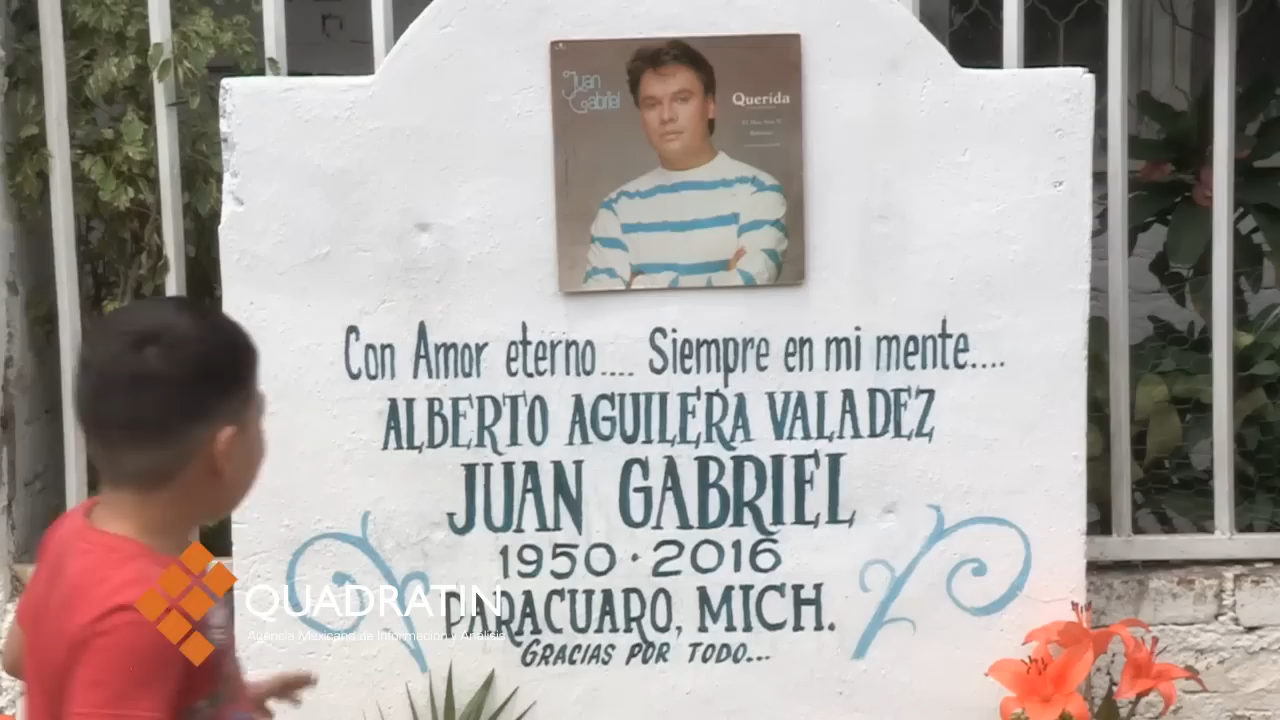 Juan
Gabriel
Querida
Con Amor eterno.... Siempre en mi mente....
ALBERTO AGUILERA VALADEZ
JUAN GABRIEL
1950·2016
PARACUARO, MICH.
GRACIAS POR TODO...
QUADRATIN
Agencia Mexicana de Información y Análisis